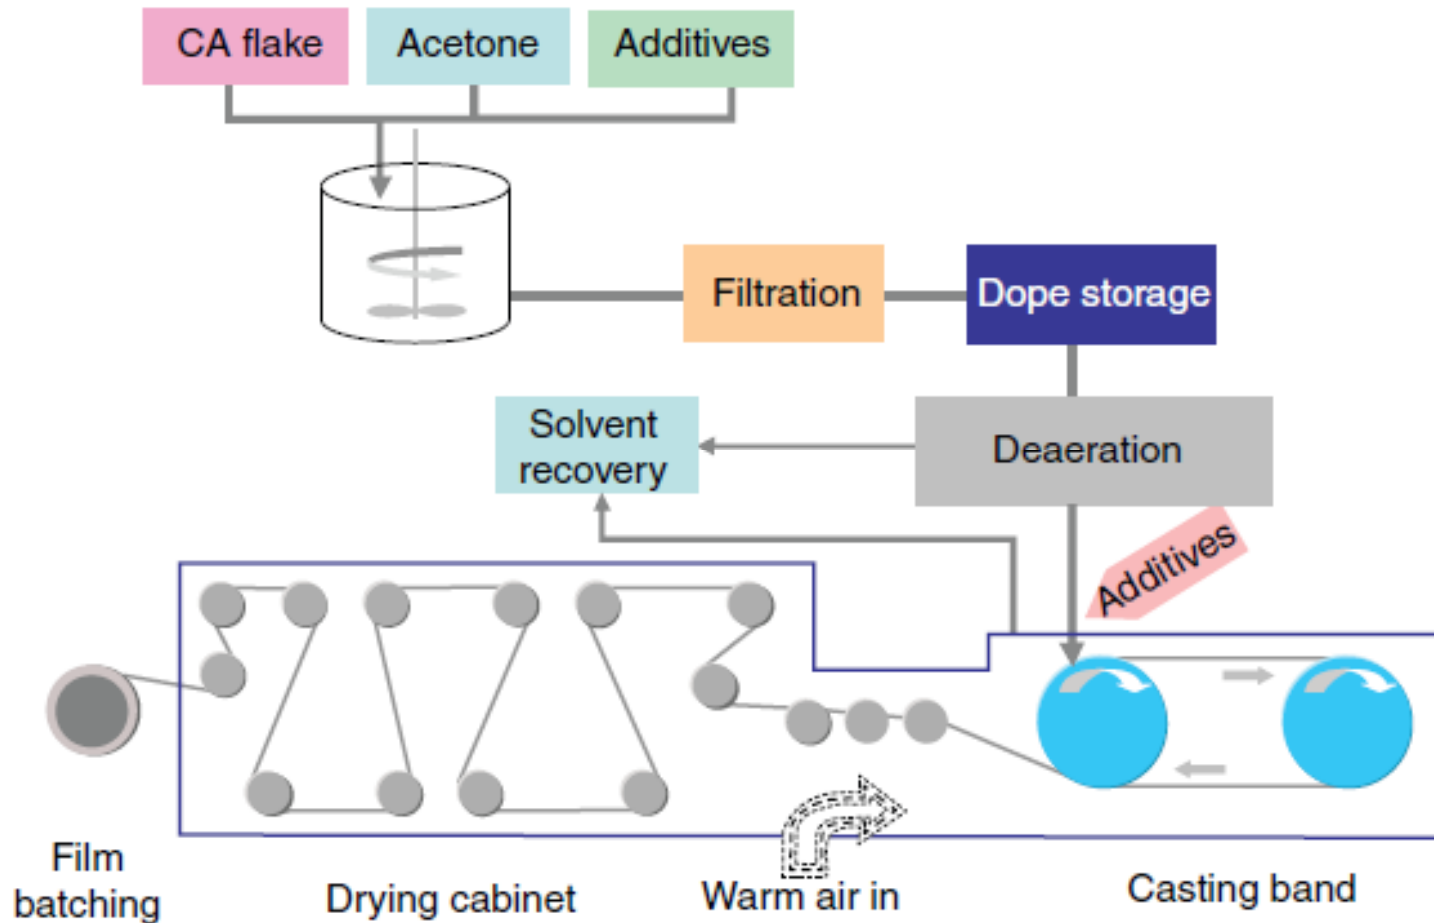 CA flake
Acetone
Additives
Filtration
Dope storage
Solvent
recovery
Deaeration
Additives
Film
batching
Drying cabinet
Warm air in
Casting band